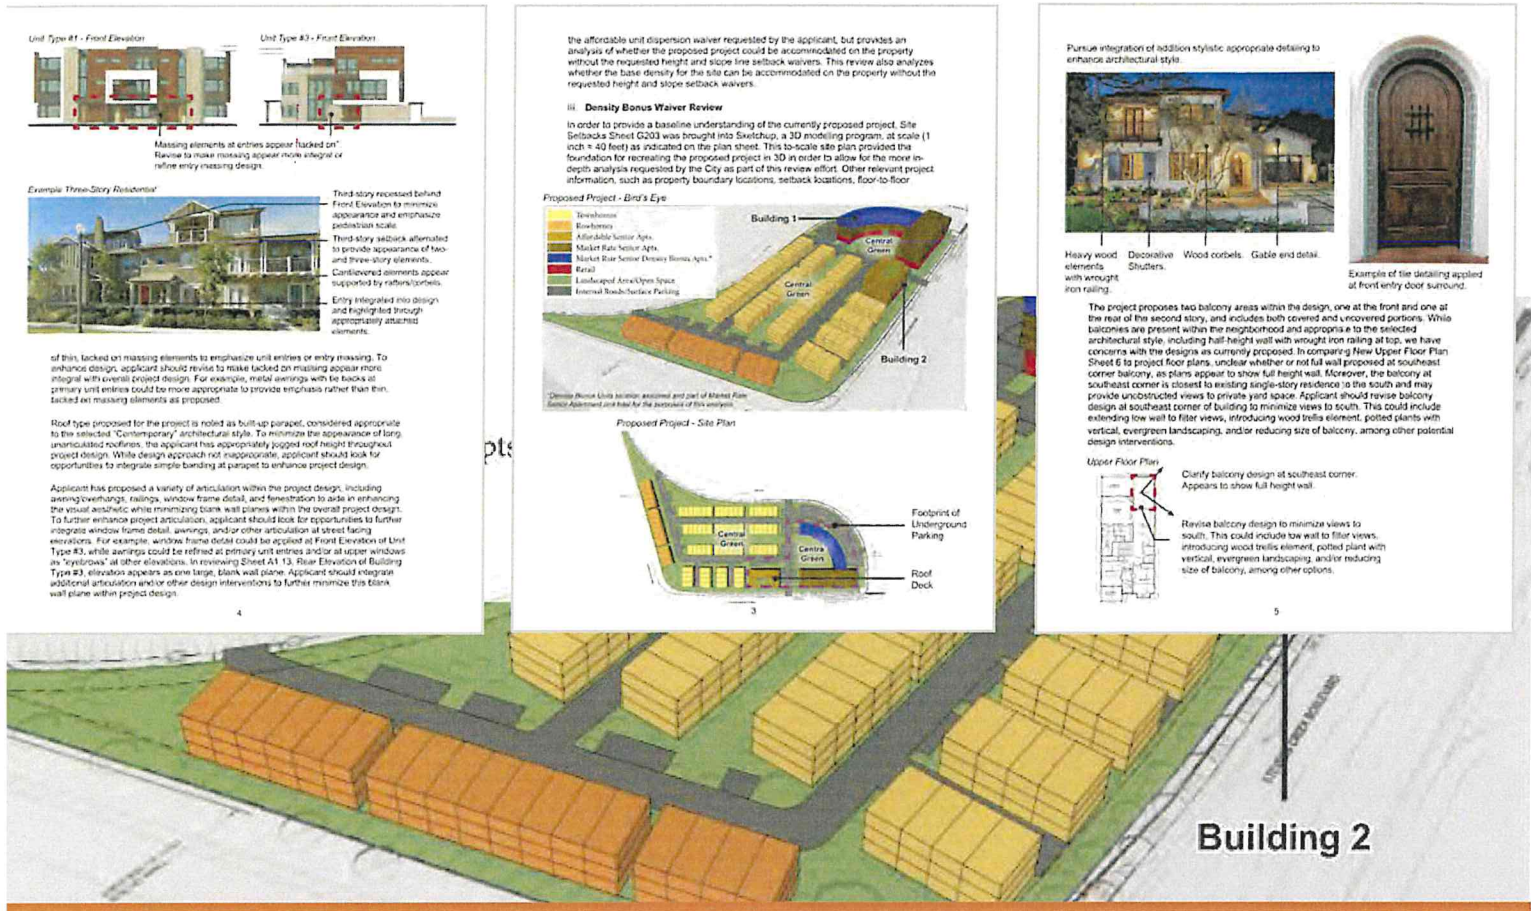 Unit Type #1 - Front Elevation
Unit Type #3 - Front Elevation
Massing elements at entries appear "tacked on"
Revise to make massing appear more integral or
refine entry massing design.
Example Three-Story Residential
Third-story recessed behind
Front Elevation to minimize
appearance and emphasize
pedestrian scale.
Third-story setback alternated
to provide appearance of two-
and three-story elements.
Cantilevered elements appear
supported by rafters/corbels.
Entry Integrated into design
and highlighted through
appropriately attached
elements.
of thin, tacked on massing elements to emphasize unit entries or entry massing. To
enhance design, applicant should revise to make tacked on massing appear more
integral with overall project design. For example, metal awnings with tie backs at
primary unit entries could be more appropriate to provide emphasis rather than thin,
tacked on massing elements as proposed.
Roof type proposed for the project is noted as built-up parapet, considered appropriate
to the selected "Contemporary" architectural style. To minimize the appearance of long,
unarticulated rooflines, the applicant has appropriately jogged roof height throughout
project design. While design approach not inappropriate, applicant should look for
opportunities to integrate simple banding at parapet to enhance project design.
Applicant has proposed a variety of articulation within the project design, including
awning/overhangs, railings, window frame detail, and fenestration to aide in enhancing
the visual aesthetic while minimizing blank wall planes within the overall project design.
To further enhance project articulation, applicant should look for opportunities to further
integrate window frame detail, awnings, and/or other articulation at street facing
elevations. For example, window frame detail could be applied at Front Elevation of Unit
Type #3, while awnings could be refined at primary unit entries and/or at upper windows
as "eyebrows" at other elevations. In reviewing Sheet A1.13, Rear Elevation of Building
Type #3, elevation appears as one large, blank wall plane. Applicant should integrate
additional articulation and/or other design interventions to further minimize this blank
wall plane within project design.
4
the affordable unit dispersion waiver requested by the applicant, but provides an
analysis of whether the proposed project could be accommodated on the property
without the requested height and slope line setback waivers. This review also analyzes
whether the base density for the site can be accommodated on the property without the
requested height and slope setback waivers.
iii. Density Bonus Waiver Review
In order to provide a baseline understanding of the currently proposed project, Site
Setbacks Sheet G203 was brought into Sketchup, a 3D modeling program, at scale (1
inch = 40 feet) as indicated on the plan sheet. This to-scale site plan provided the
foundation for recreating the proposed project in 3D in order to allow for the more in-
depth analysis requested by the City as part of this review effort. Other relevant project
information, such as property boundary locations, setback locations, floor-to-floor
Proposed Project - Bird's Eye
Townhomes
Rowhomes
Affordable Senior Apts.
Market Rate Senior Apts.
Market Rate Senior Density Bonus Apts.*
Retail
Landscaped Area/Open Space
Internal Roads/Surface Parking
Building 1
Central
Green
Central
Green
Building 2
*Density Bonus Units location assumed and part of Market Rate
Senior Apartment unit total for the purposes of this analysis.
Proposed Project - Site Plan
Footprint of
Underground
Parking
Central
Green
Central
Green
Roof
Deck
3
Pursue integration of addition stylistic appropriate detailing to
enhance architectural style.
Heavy wood
elements
with wrought
iron railing.
Decorative
Shutters.
Wood corbels.
Gable end detail.
Example of tile detailing applied
at front entry door surround.
The project proposes two balcony areas within the design, one at the front and one at
the rear of the second story, and includes both covered and uncovered portions. While
balconies are present within the neighborhood and appropriate to the selected
architectural style, including half-height wall with wrought iron railing at top, we have
concerns with the designs as currently proposed. In comparing New Upper Floor Plan
Sheet 6 to project floor plans, unclear whether or not full wall proposed at southeast
corner balcony, as plans appear to show full height wall. Moreover, the balcony at
southeast corner is closest to existing single-story residence to the south and may
provide unobstructed views to private yard space. Applicant should revise balcony
design at southeast corner of building to minimize views to south. This could include
extending low wall to filter views, introducing wood trellis element, potted plants with
vertical, evergreen landscaping, and/or reducing size of balcony, among other potential
design interventions.
Upper Floor Plan
Clarify balcony design at southeast corner.
Appears to show full height wall.
Revise balcony design to minimize views to
south. This could include low wall to filter views,
introducing wood trellis element, potted plant with
vertical, evergreen landscaping, and/or reducing
size of balcony, among other options.
5
pts
Building 2